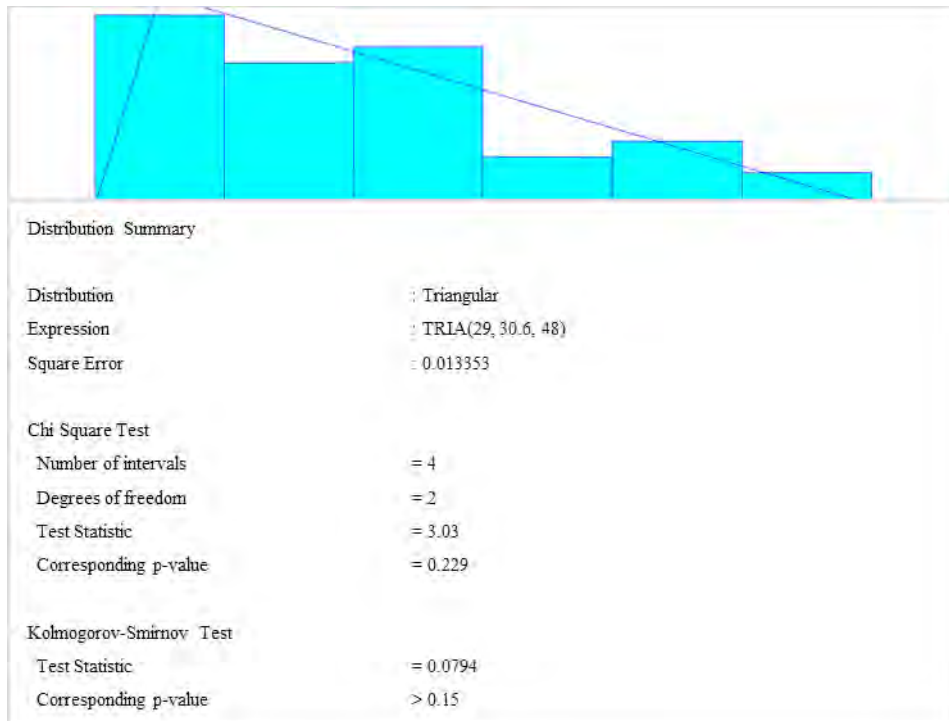 Distribution Summary
Distribution : Triangular
Expression : TRIA(29, 30.6, 48)
Square Error : 0.013353
Chi Square Test
Number of intervals = 4
Degrees of freedom = 2
Test Statistic = 3.03
Corresponding p-value = 0.229
Kolmogorov-Smirnov Test
Test Statistic = 0.0794
Corresponding p-value > 0.15